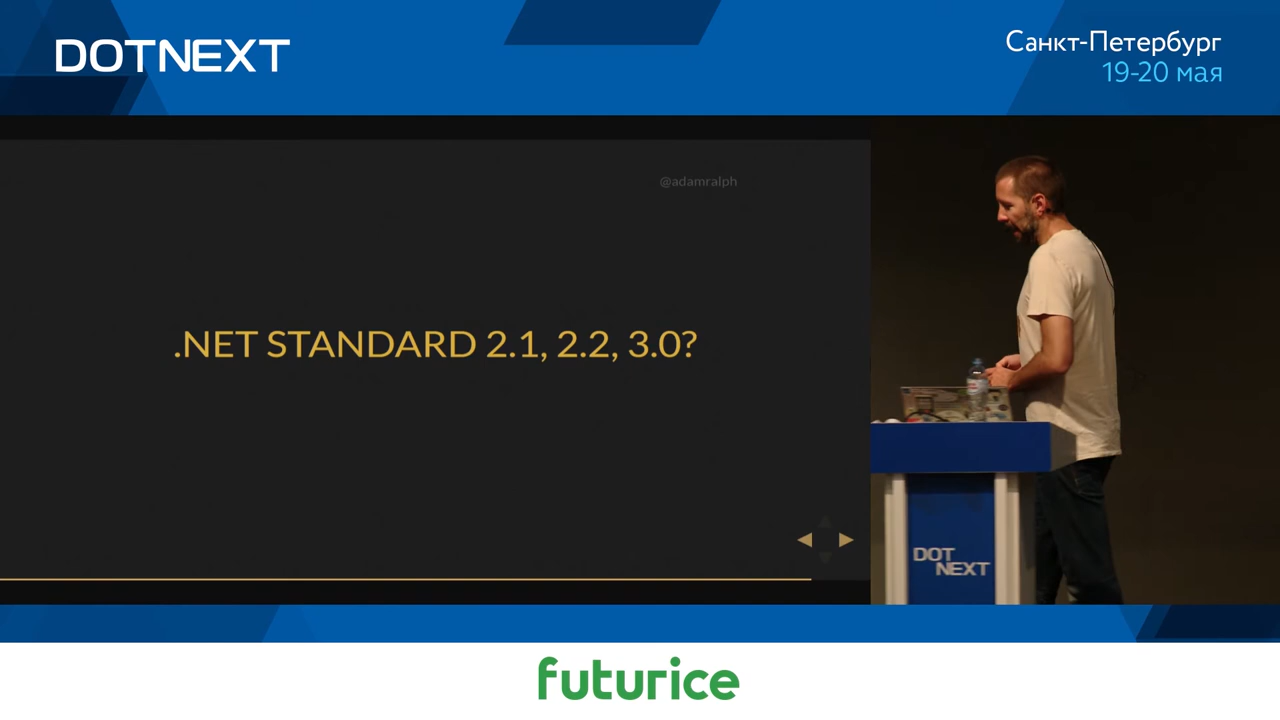 DOTNEXT
Санкт-Петербург
19-20 мая
@adamralph
.NET STANDARD 2.1, 2.2, 3.0?
DOT
NEXT
futurice